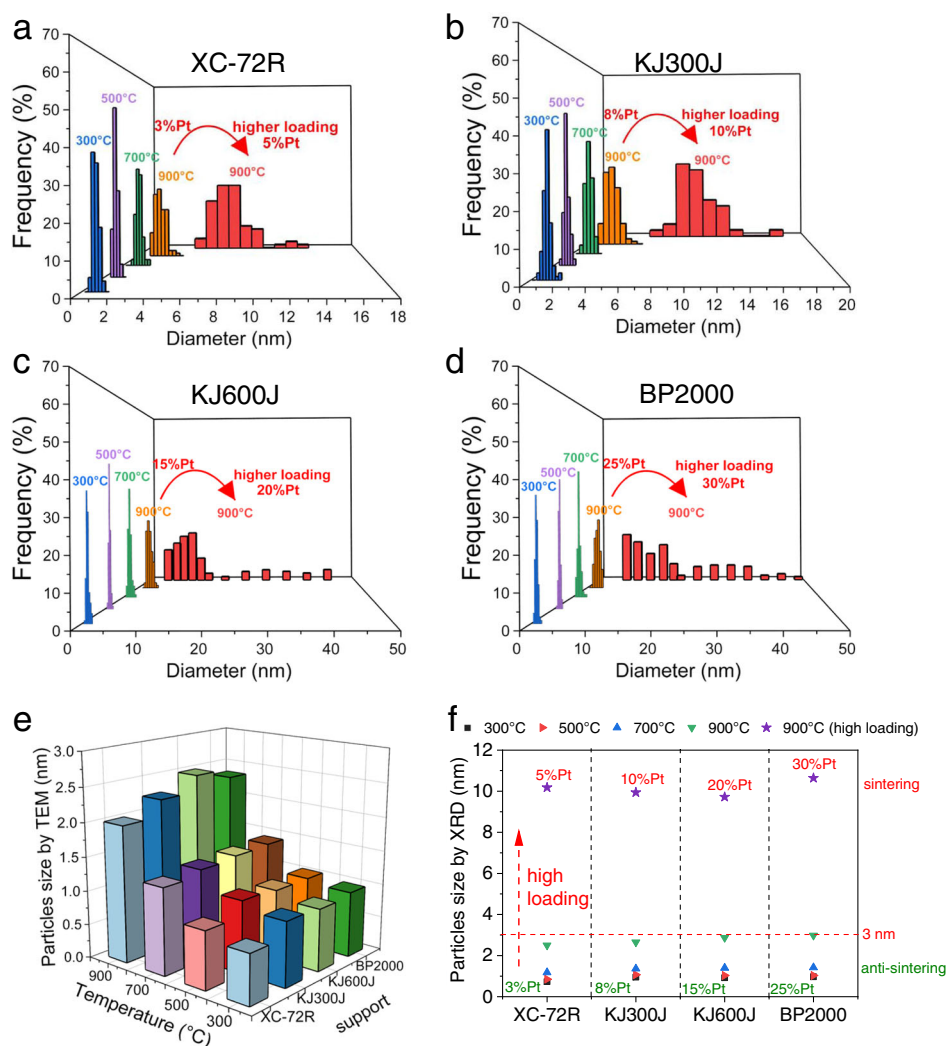 a
XC-72R
70
60
50
40
30
20
10
0
Frequency (%)
300°C
500°C
700°C
900°C
3%Pt
higher loading
5%Pt
900°C
0 2 4 6 8 10 12 14 16 18
Diameter (nm)
b
KJ300J
70
60
50
40
30
20
10
0
Frequency (%)
300°C
500°C
700°C
900°C
8%Pt
higher loading
10%Pt
900°C
0 2 4 6 8 10 12 14 16 18 20
Diameter (nm)
c
KJ600J
70
60
50
40
30
20
10
0
Frequency (%)
300°C
500°C
700°C
900°C
15%Pt
higher loading
20%Pt
900°C
0 10 20 30 40 50
Diameter (nm)
d
BP2000
70
60
50
40
30
20
10
0
Frequency (%)
300°C
500°C
700°C
900°C
25%Pt
higher loading
30%Pt
900°C
0 10 20 30 40 50
Diameter (nm)
e
3.0
2.5
2.0
1.5
1.0
0.5
0.0
Particles size by TEM (nm)
900
700
500
300
Temperature (°C)
XC-72R
KJ300J
KJ600J
BP2000
support
f
300°C 500°C 700°C 900°C 900°C (high loading)
12
10
8
6
4
2
0
Particles size by XRD (nm)
5%Pt
10%Pt
20%Pt
30%Pt
sintering
high
loading
3 nm
anti-sintering
3%Pt
8%Pt
15%Pt
25%Pt
XC-72R KJ300J KJ600J BP2000